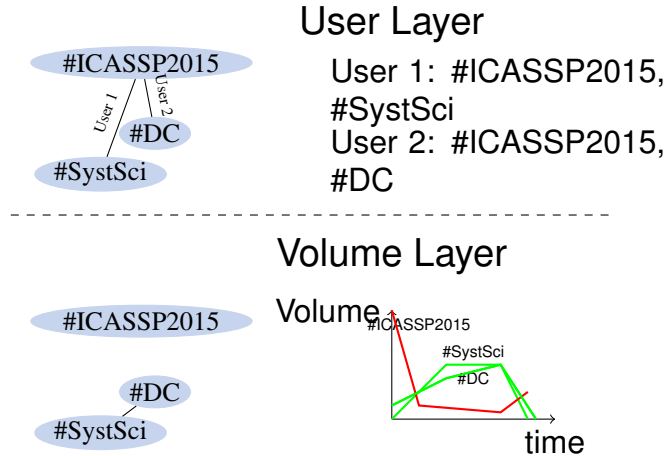 User Layer
#ICASSP2015
User 1
User 2
#DC
#SystSci
User 1: #ICASSP2015,
#SystSci
User 2: #ICASSP2015,
#DC
Volume Layer
#ICASSP2015
#DC
#SystSci
Volume
#ICASSP2015
#SystSci
#DC
time